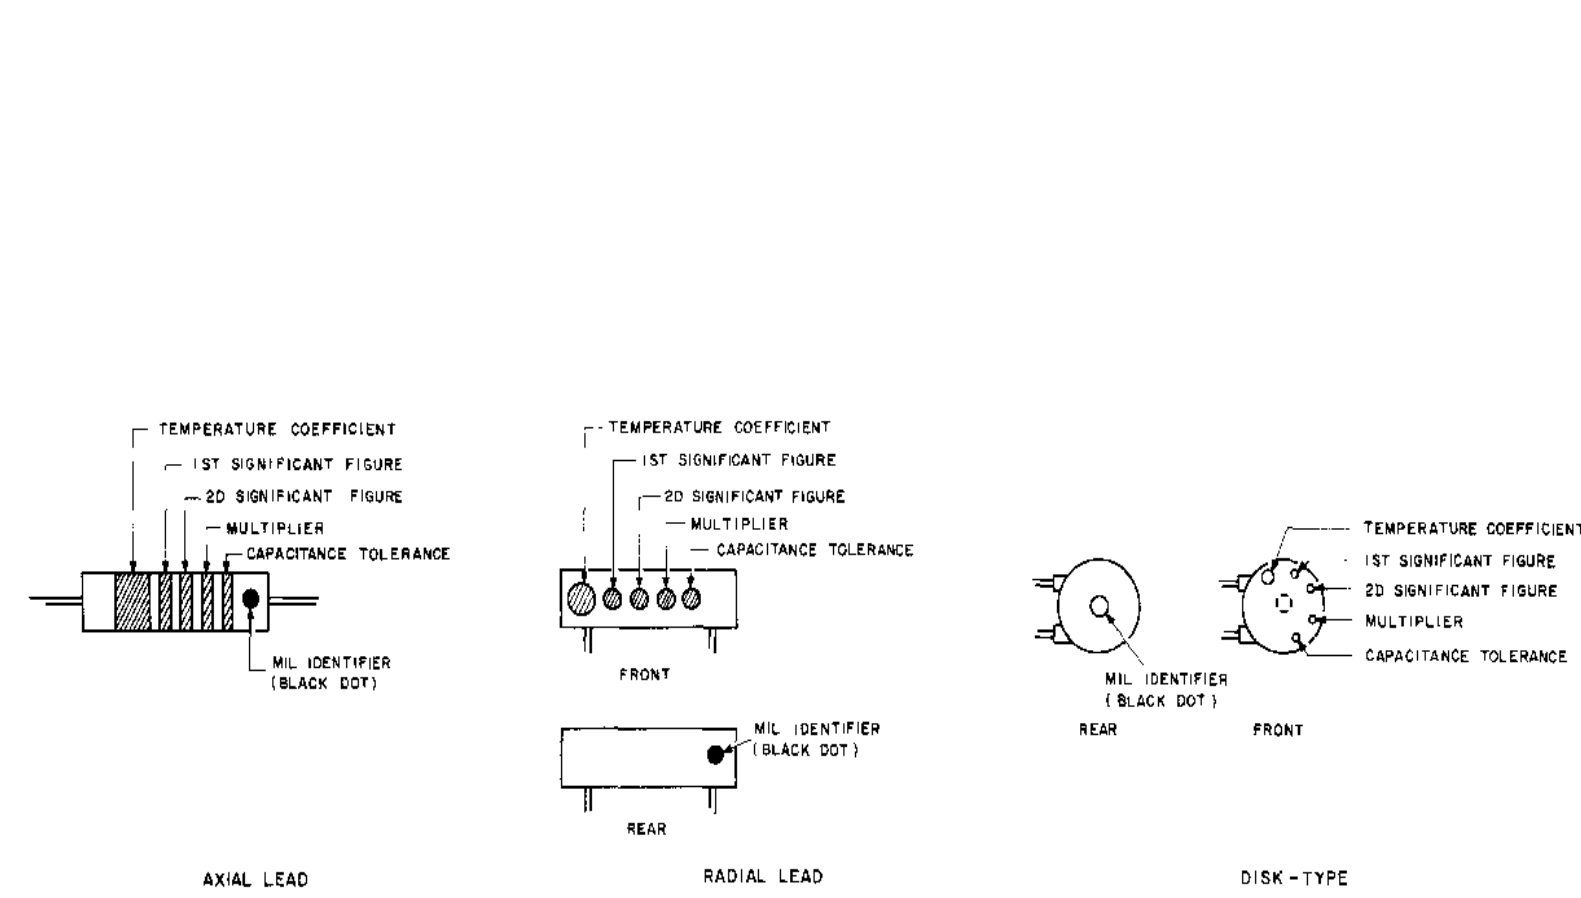 TEMPERATURE COEFFICIENT
1ST SIGNIFICANT FIGURE
2D SIGNIFICANT FIGURE
MULTIPLIER
CAPACITANCE TOLERANCE
MIL IDENTIFIER
(BLACK DOT)
AXIAL LEAD
TEMPERATURE COEFFICIENT
1ST SIGNIFICANT FIGURE
2D SIGNIFICANT FIGURE
MULTIPLIER
CAPACITANCE TOLERANCE
FRONT
MIL IDENTIFIER
(BLACK DOT)
REAR
RADIAL LEAD
TEMPERATURE COEFFICIENT
1ST SIGNIFICANT FIGURE
2D SIGNIFICANT FIGURE
MULTIPLIER
CAPACITANCE TOLERANCE
MIL IDENTIFIER
(BLACK DOT)
REAR
FRONT
DISK-TYPE